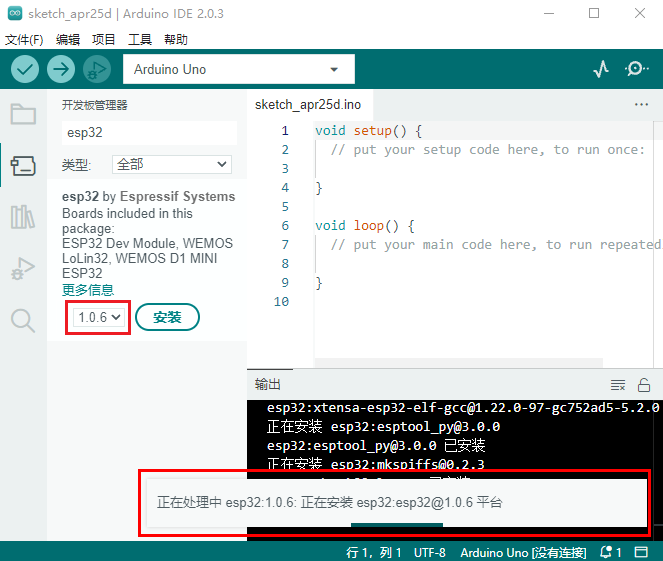 sketch_apr25d | Arduino IDE 2.0.3
文件(F) 编辑 项目 工具 帮助
Arduino Uno
开发板管理器
esp32
类型: 全部
esp32 by Espressif Systems
Boards included in this
package:
ESP32 Dev Module, WEMOS
LoLin32, WEMOS D1 MINI
ESP32
更多信息
1.0.6 安装
sketch_apr25d.ino
1 void setup() {
2 // put your setup code here, to run once:
3
4 }
5
6 void loop() {
7 // put your main code here, to run repeated
8
9 }
10
输出
esp32:xtensa-esp32-elf-gcc@1.22.0-97-gc752ad5-5.2.0
正在安装 esp32:esptool_py@3.0.0
esp32:esptool_py@3.0.0 已安装
正在安装 esp32:mkspiffs@0.2.3
正在处理中 esp32:1.0.6: 正在安装 esp32:esp32@1.0.6 平台
行 1，列 1 UTF-8 Arduino Uno [没有连接] 1